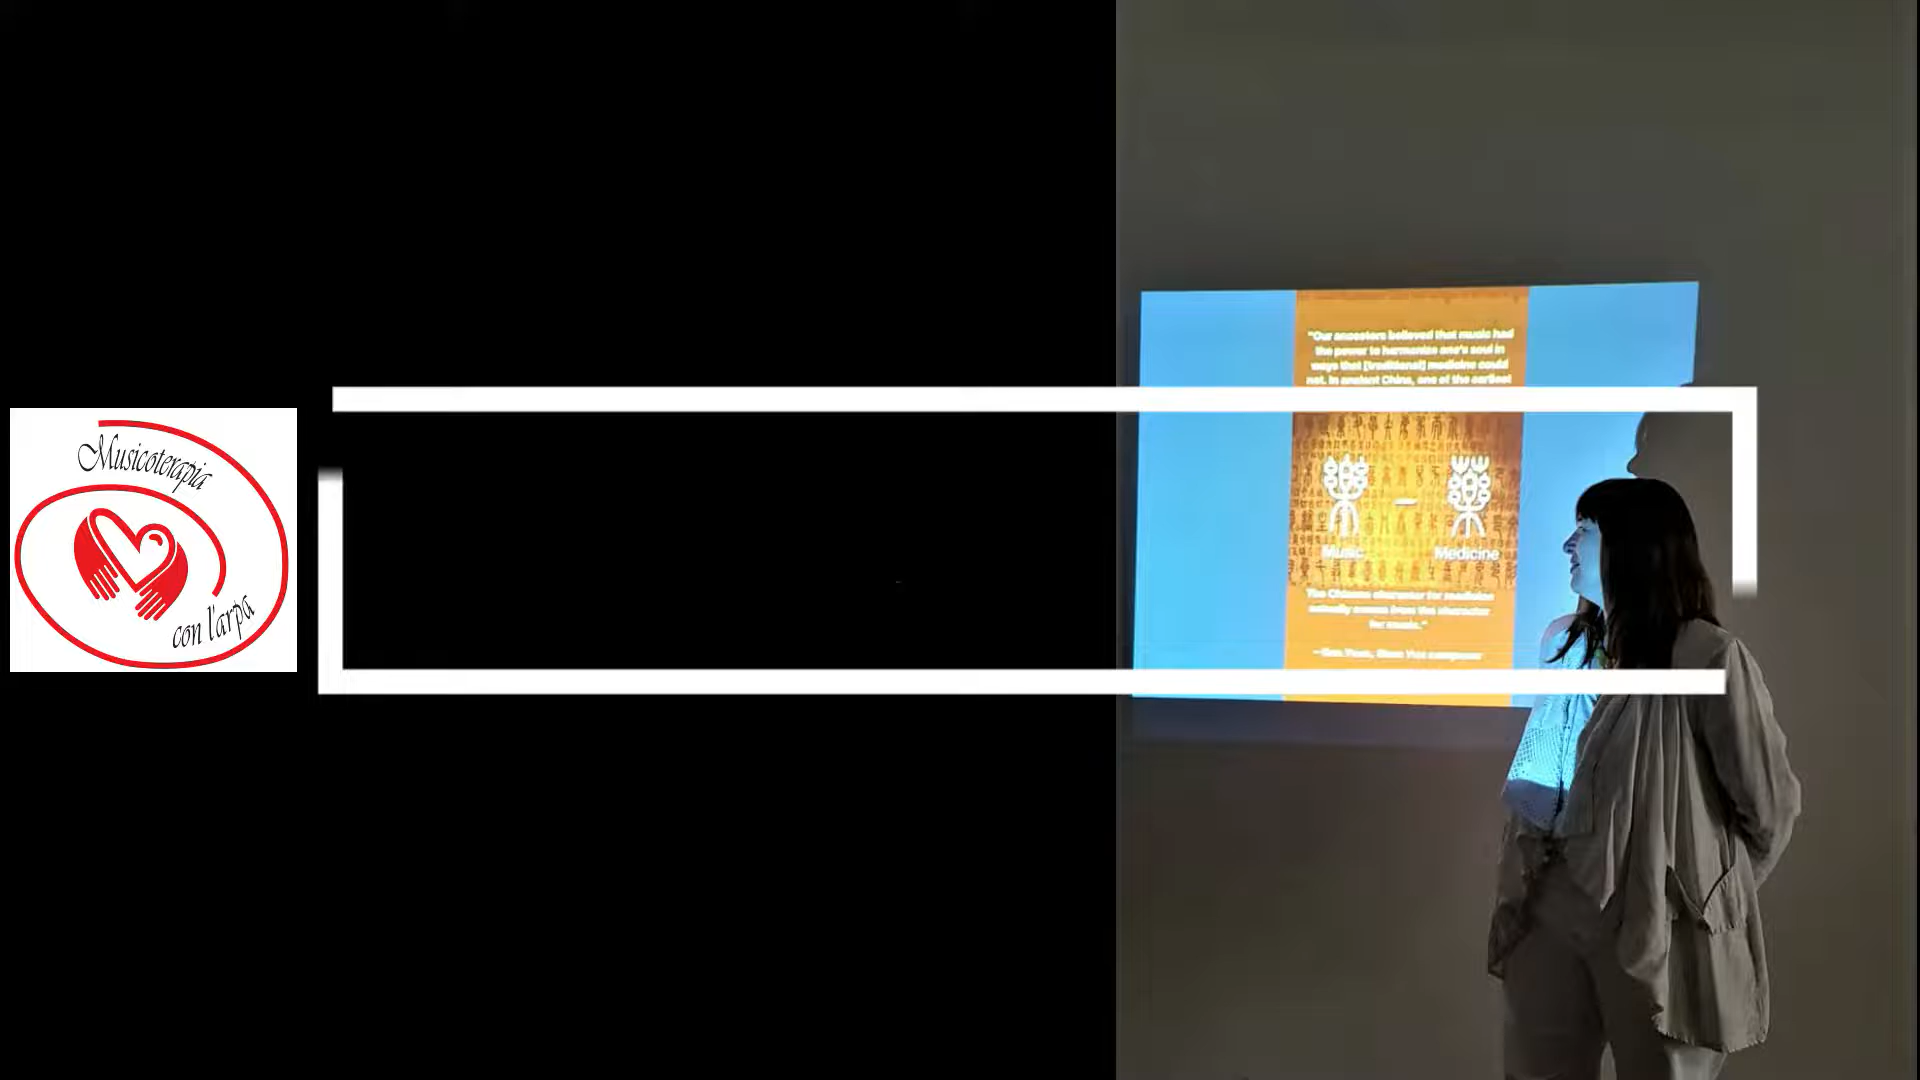 Musicoterapia
con l'arpa
"Our ancestors believed that music had
the power to harmonize one's soul in
ways that [traditional] medicine could
not. In ancient China, one of the earliest
Music
Medicine
The Chinese character for medicine
actually comes from the character
for music."